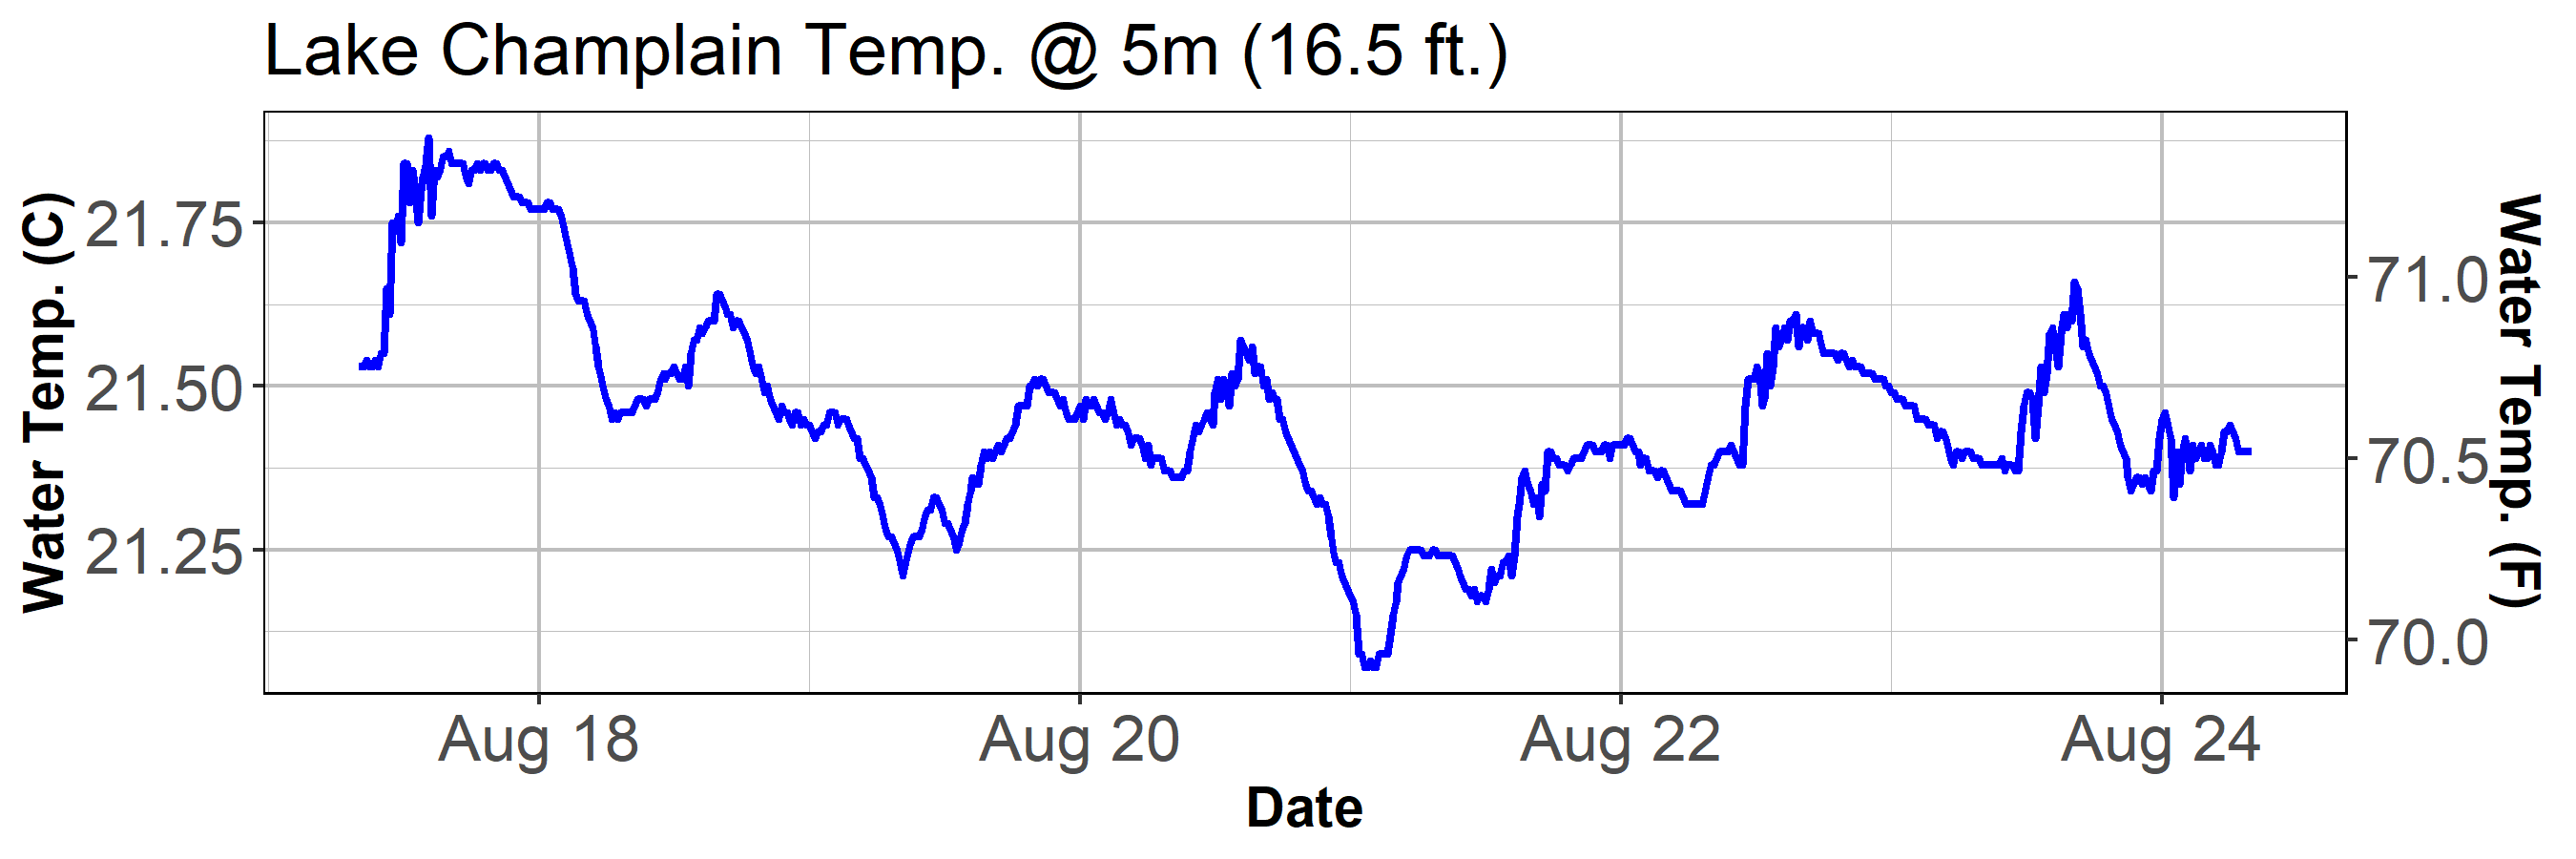 Lake Champlain Temp. @ 5m (16.5 ft.)
Water Temp. (C)
21.75
21.50
21.25
71.0
70.5
70.0
Water Temp. (F)
Aug 18
Aug 20
Aug 22
Aug 24
Date